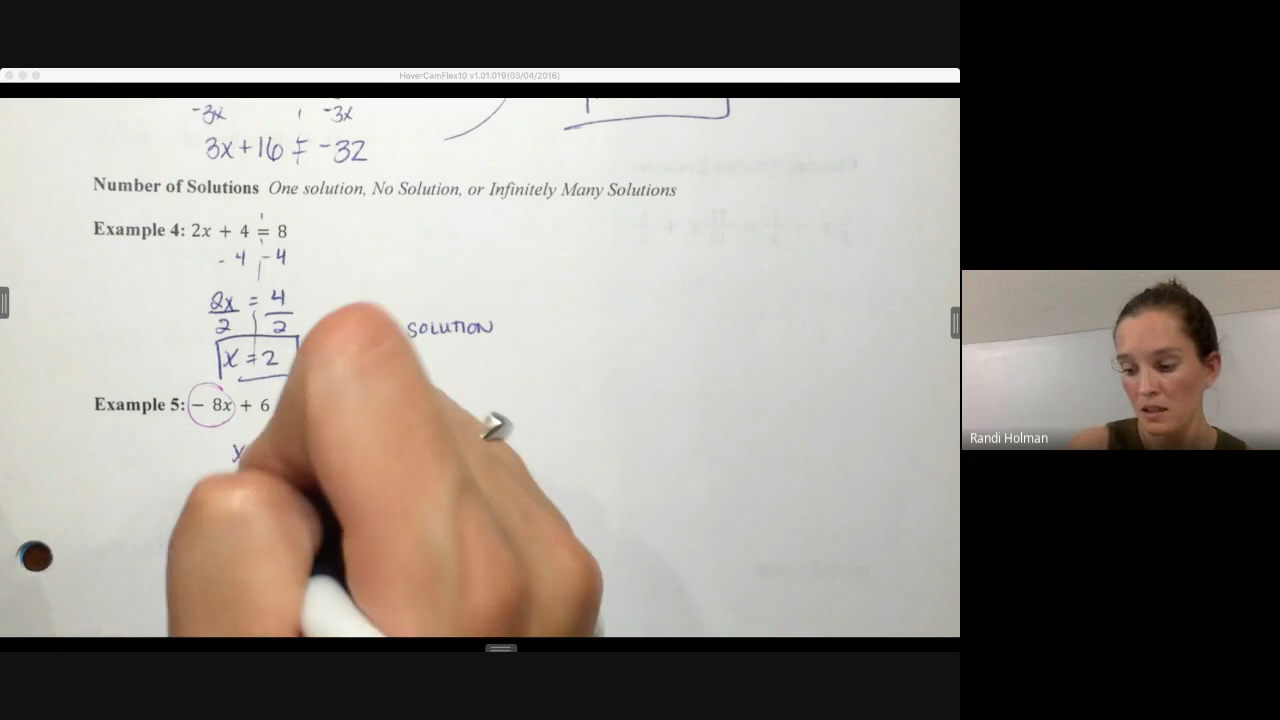 HoverCamFlex10 v1.01.019(03/04/2016)
-3x -3x
3x+16 = -32
Number of Solutions One solution, No Solution, or Infinitely Many Solutions
Example 4: 2x + 4 = 8
- 4 - 4
2x = 4
2 2
SOLUTION
x = 2
Example 5: - 8x + 6
Randi Holman